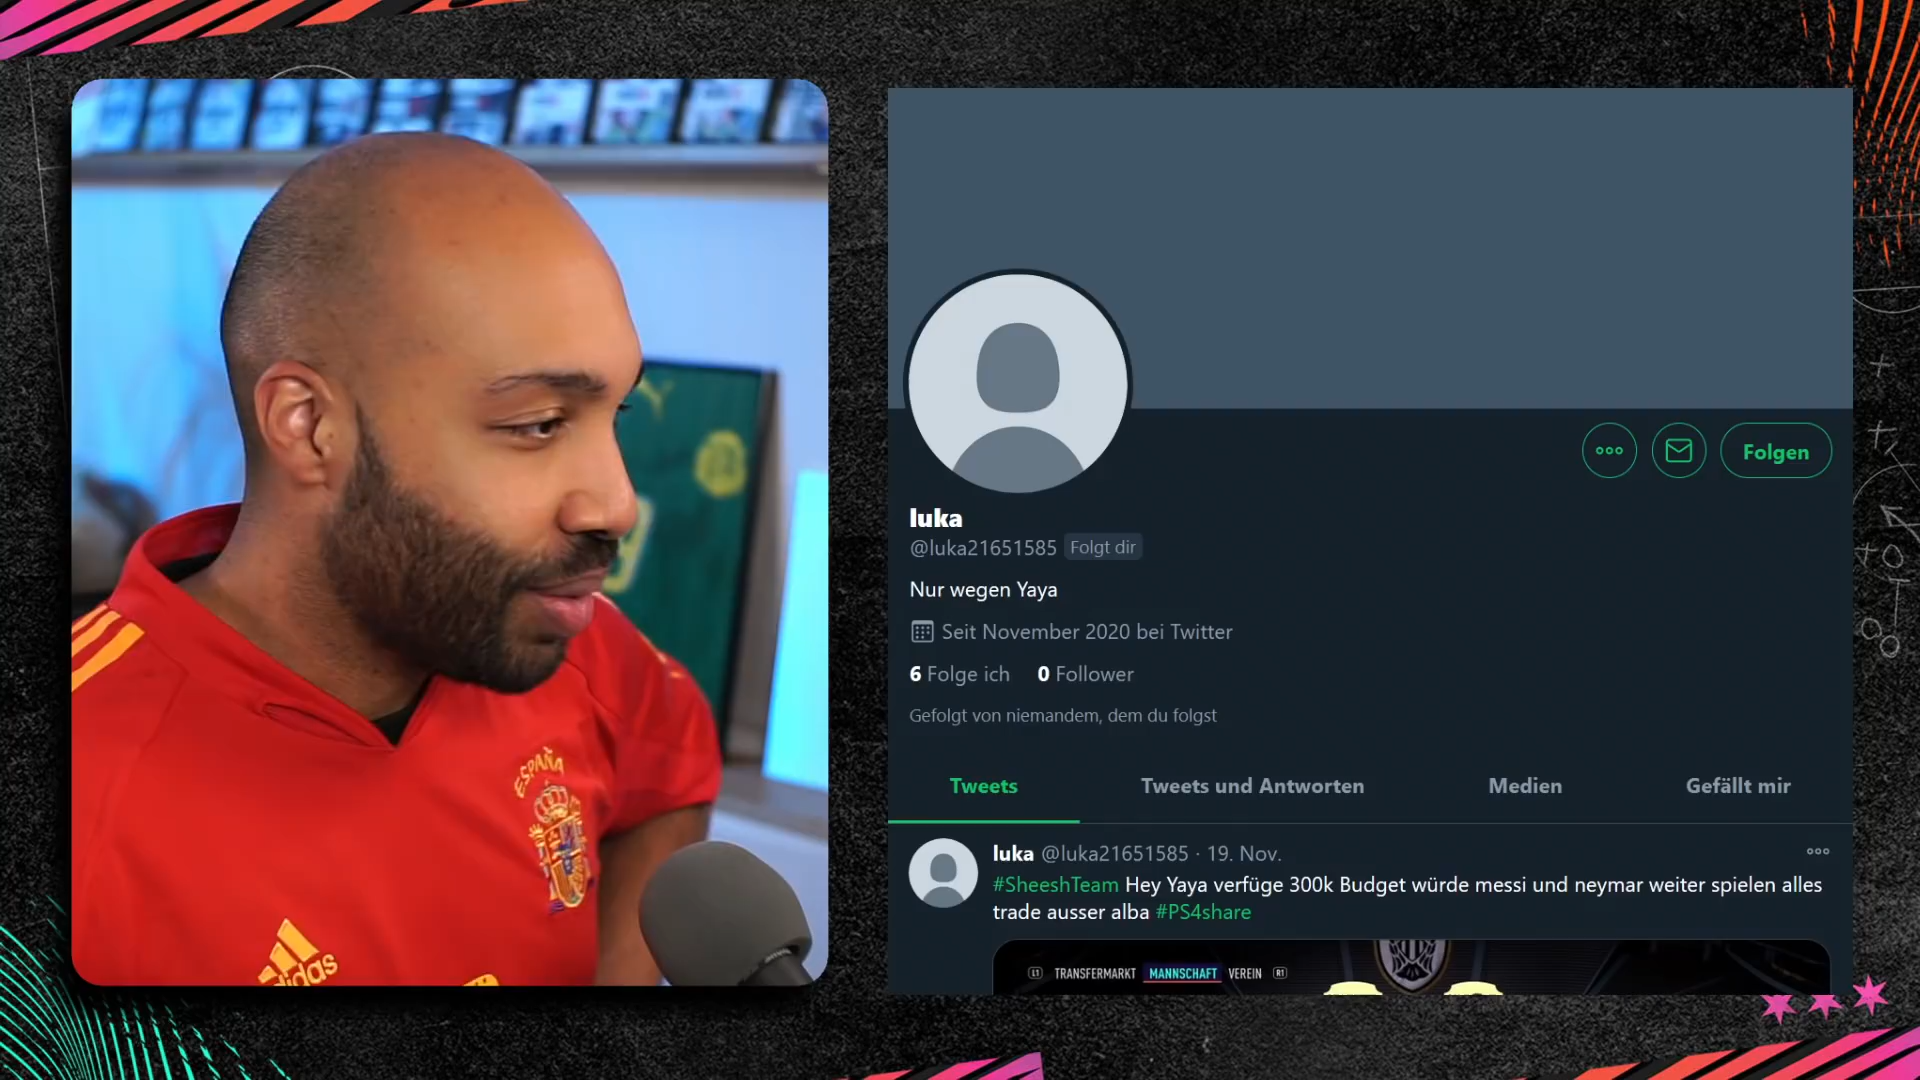 ESPAÑA
adidas
Folgen
luka
@luka21651585 Folgt dir
Nur wegen Yaya
Seit November 2020 bei Twitter
6 Folge ich 0 Follower
Gefolgt von niemandem, dem du folgst
Tweets Tweets und Antworten Medien Gefällt mir
luka @luka21651585 · 19. Nov.
#SheeshTeam Hey Yaya verfüge 300k Budget würde messi und neymar weiter spielen alles
trade ausser alba #PS4share
L1 TRANSFERMARKT MANNSCHAFT VEREIN R1